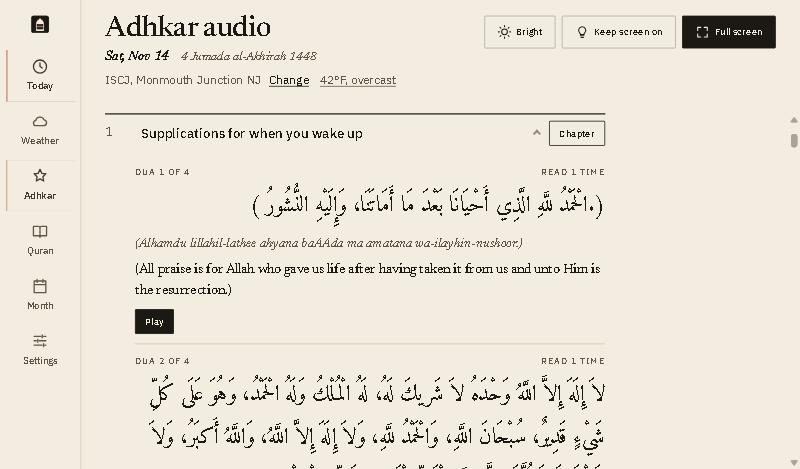 Adhkar audio
Sat, Nov 14 4 Jumada al-Akhirah 1448
ISCJ, Monmouth Junction NJ Change 42°F, overcast
Bright
Keep screen on
Full screen
Today
Weather
Adhkar
Quran
Month
Settings
1 Supplications for when you wake up
Chapter
DUA 1 OF 4 READ 1 TIME
(.الْحَمْدُ للَّهِ الَّذِي أَحْيَانَا بَعْدَ مَا أَمَاتَنَا، وَإِلَيْهِ النُّشُورُ )
(Alhamdu lillahil-lathee ahyana baAAda ma amatana wa-ilayhin-nushoor.)
(All praise is for Allah who gave us life after having taken it from us and unto Him is
the resurrection.)
Play
DUA 2 OF 4 READ 1 TIME
لاَ إِلَهَ إِلاَّ اللَّهُ وَحْدَهُ لاَ شَرِيكَ لَهُ، لَهُ الْمُلْكُ وَلَهُ الْحَمْدُ، وَهُوَ عَلَى كُلِّ
شَيْءٍ قَدِيرٌ، سُبْحَانَ اللَّهِ، وَالْحَمْدُ للَّهِ، وَلاَ إِلَهَ إِلاَّ اللَّهُ، وَاللَّهُ أَكبَرُ، وَلاَ